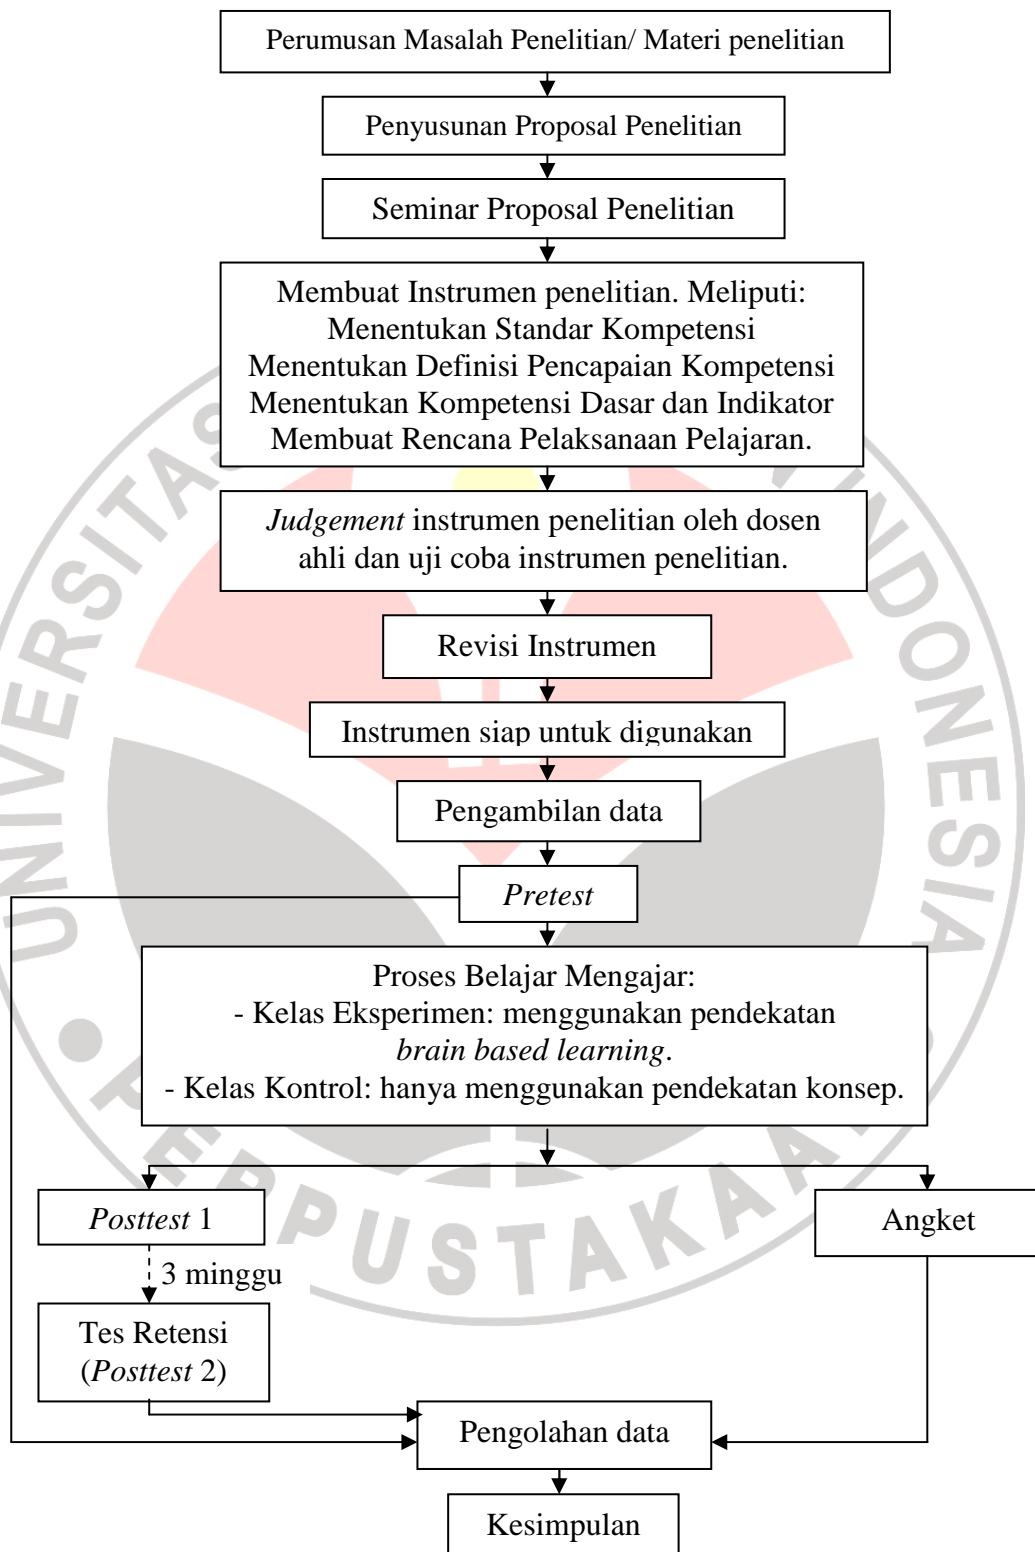 Perumusan Masalah Penelitian/ Materi penelitian
Penyusunan Proposal Penelitian
Seminar Proposal Penelitian
Membuat Instrumen penelitian. Meliputi:
Menentukan Standar Kompetensi
Menentukan Definisi Pencapaian Kompetensi
Menentukan Kompetensi Dasar dan Indikator
Membuat Rencana Pelaksanaan Pelajaran.
Judgement instrumen penelitian oleh dosen
ahli dan uji coba instrumen penelitian.
Revisi Instrumen
Instrumen siap untuk digunakan
Pengambilan data
Pretest
Proses Belajar Mengajar:
- Kelas Eksperimen: menggunakan pendekatan
brain based learning.
- Kelas Kontrol: hanya menggunakan pendekatan konsep.
Posttest 1
Angket
3 minggu
Tes Retensi
(Posttest 2)
Pengolahan data
Kesimpulan
UNIVERSITAS
INDONESIA